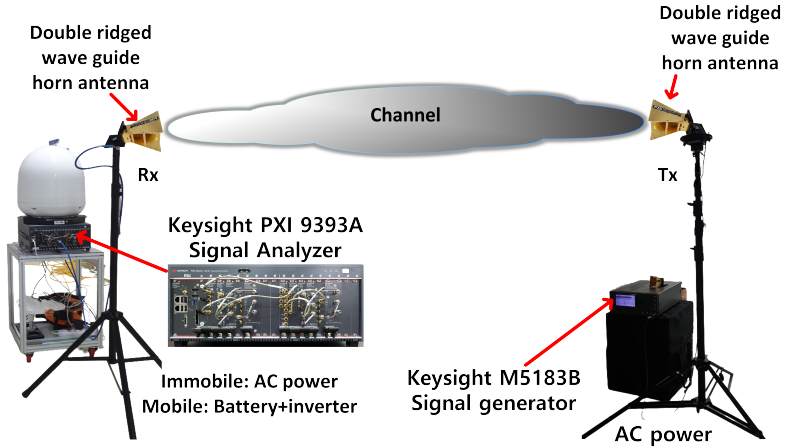 Double ridged
wave guide
horn antenna
Double ridged
wave guide
horn antenna
Channel
Rx
Tx
Keysight PXI 9393A
Signal Analyzer
Immobile: AC power
Mobile: Battery+inverter
Keysight M5183B
Signal generator
AC power